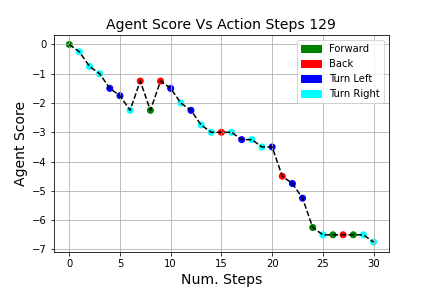 Agent Score Vs Action Steps 129
Forward
Back
Turn Left
Turn Right
Agent Score
0
−1
−2
−3
−4
−5
−6
−7
0 5 10 15 20 25 30
Num. Steps